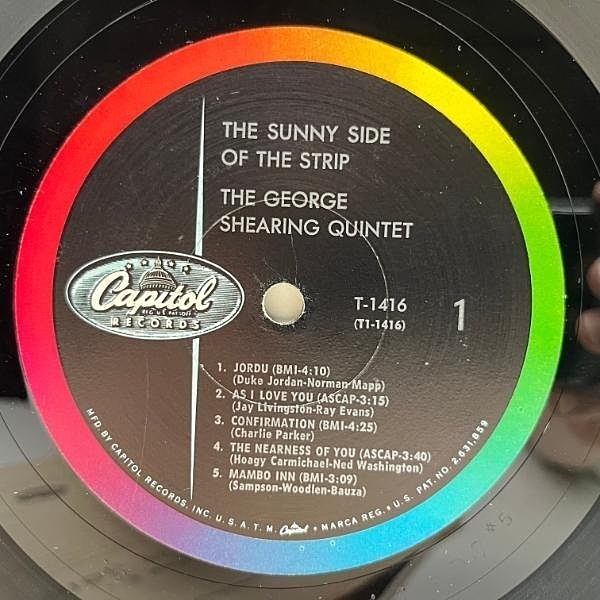 THE SUNNY SIDE
OF THE STRIP
THE GEORGE
SHEARING QUINTET
Capitol
REG. U.S. PAT. OFF.
RECORDS
T-1416
(T1-1416)
1
1. JORDU (BMI-4:10)
(Duke Jordan-Norman Mapp)
2. AS I LOVE YOU (ASCAP-3:15)
(Jay Livingston-Ray Evans)
3. CONFIRMATION (BMI-4:25)
(Charlie Parker)
4. THE NEARNESS OF YOU (ASCAP-3:40)
(Hoagy Carmichael-Ned Washington)
5. MAMBO INN (BMI-3:09)
(Sampson-Woodlen-Bauza)
MFD. BY CAPITOL RECORDS, INC. U.S.A. T.M. Capitol • MARCA REG. • U.S. PAT. NO. 2,631,859